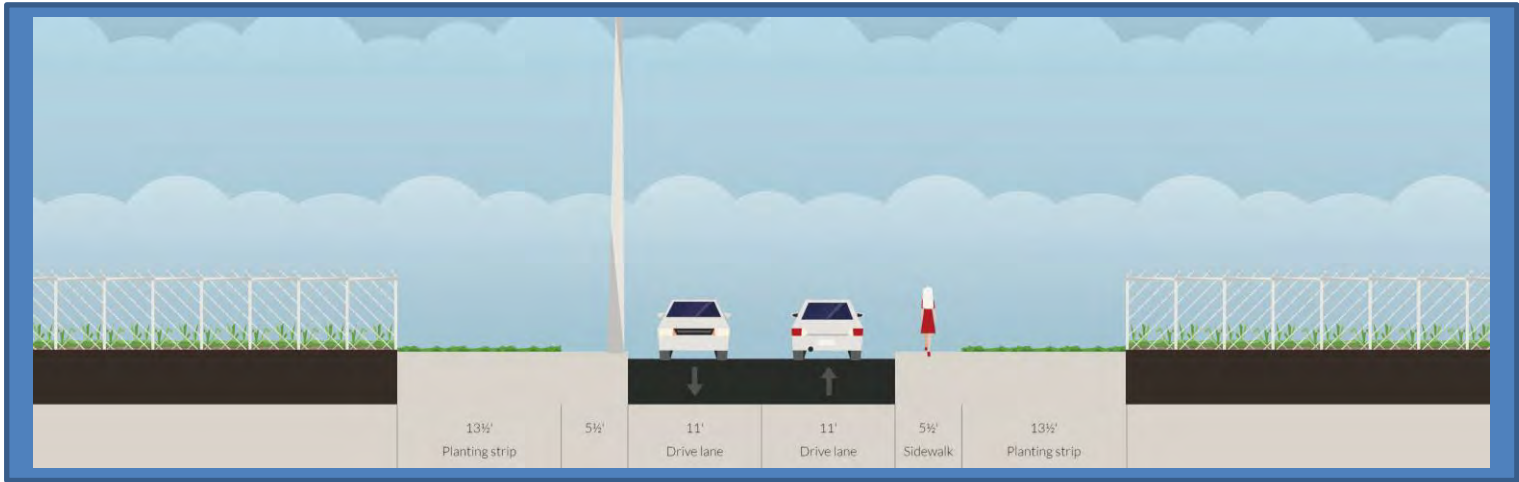 13½'
Planting strip
5½'
11'
Drive lane
11'
Drive lane
5½'
Sidewalk
13½'
Planting strip